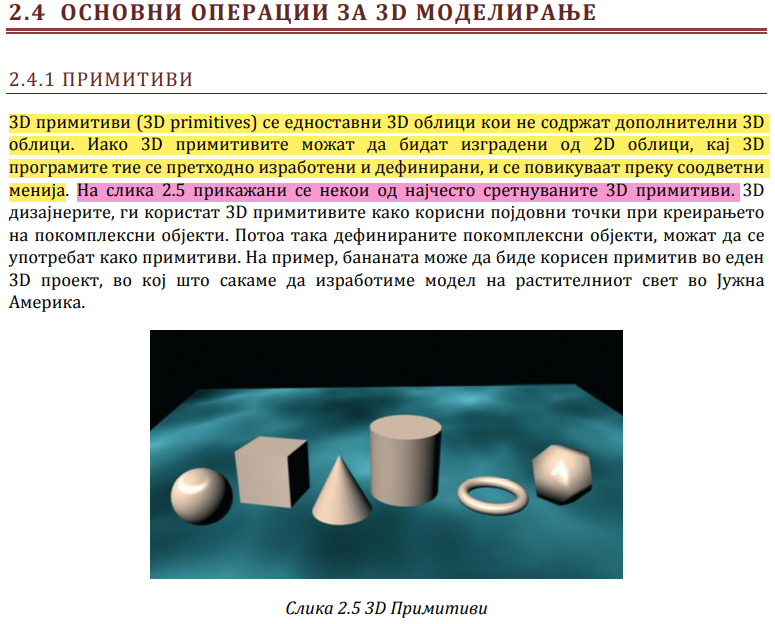 2.4 ОСНОВНИ ОПЕРАЦИИ ЗА 3D МОДЕЛИРАЊЕ
2.4.1 ПРИМИТИВИ
3D примитиви (3D primitives) се едноставни 3D облици кои не содржат дополнителни 3D
облици. Иако 3D примитивите можат да бидат изградени од 2D облици, кај 3D
програмите тие се претходно изработени и дефинирани, и се повикуваат преку соодветни
менија. На слика 2.5 прикажани се некои од најчесто сретнуваните 3D примитиви. 3D
дизајнерите, ги користат 3D примитивите како корисни појдовни точки при креирањето
на покомплексни објекти. Потоа така дефинираните покомплексни објекти, можат да се
употребат како примитиви. На пример, бананата може да биде корисен примитив во еден
3D проект, во кој што сакаме да изработиме модел на растителниот свет во Јужна
Америка.
Слика 2.5 3D Примитиви